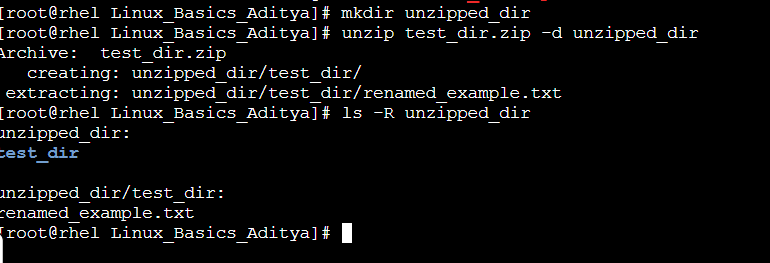 [root@rhel Linux_Basics_Aditya]# mkdir unzipped_dir
[root@rhel Linux_Basics_Aditya]# unzip test_dir.zip -d unzipped_dir
Archive:  test_dir.zip
   creating: unzipped_dir/test_dir/
 extracting: unzipped_dir/test_dir/renamed_example.txt
[root@rhel Linux_Basics_Aditya]# ls -R unzipped_dir
unzipped_dir:
test_dir

unzipped_dir/test_dir:
renamed_example.txt
[root@rhel Linux_Basics_Aditya]#